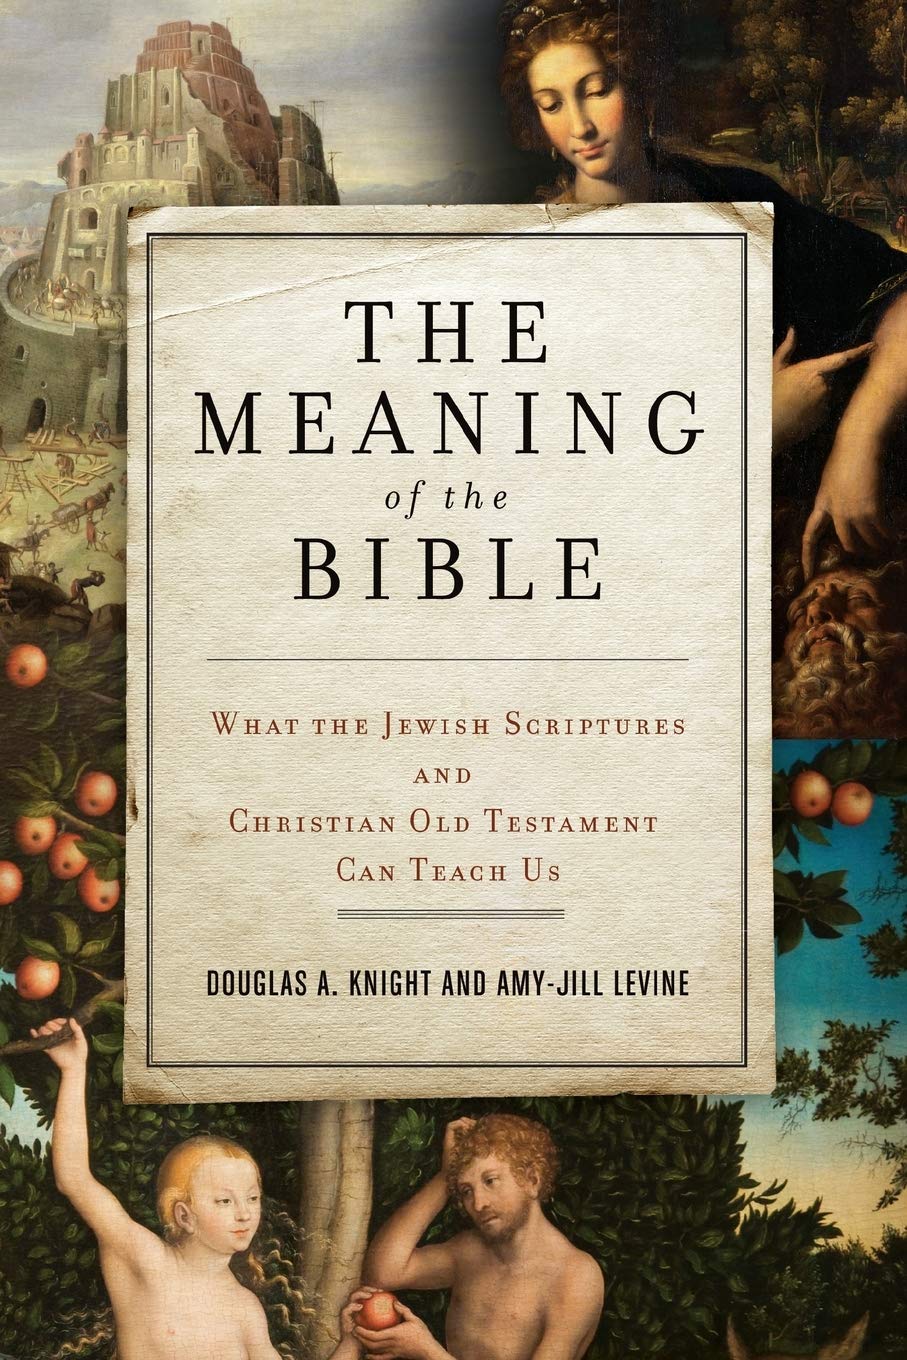 THE
MEANING
of the
BIBLE
WHAT THE JEWISH SCRIPTURES
AND
CHRISTIAN OLD TESTAMENT
CAN TEACH US
DOUGLAS A. KNIGHT AND AMY-JILL LEVINE